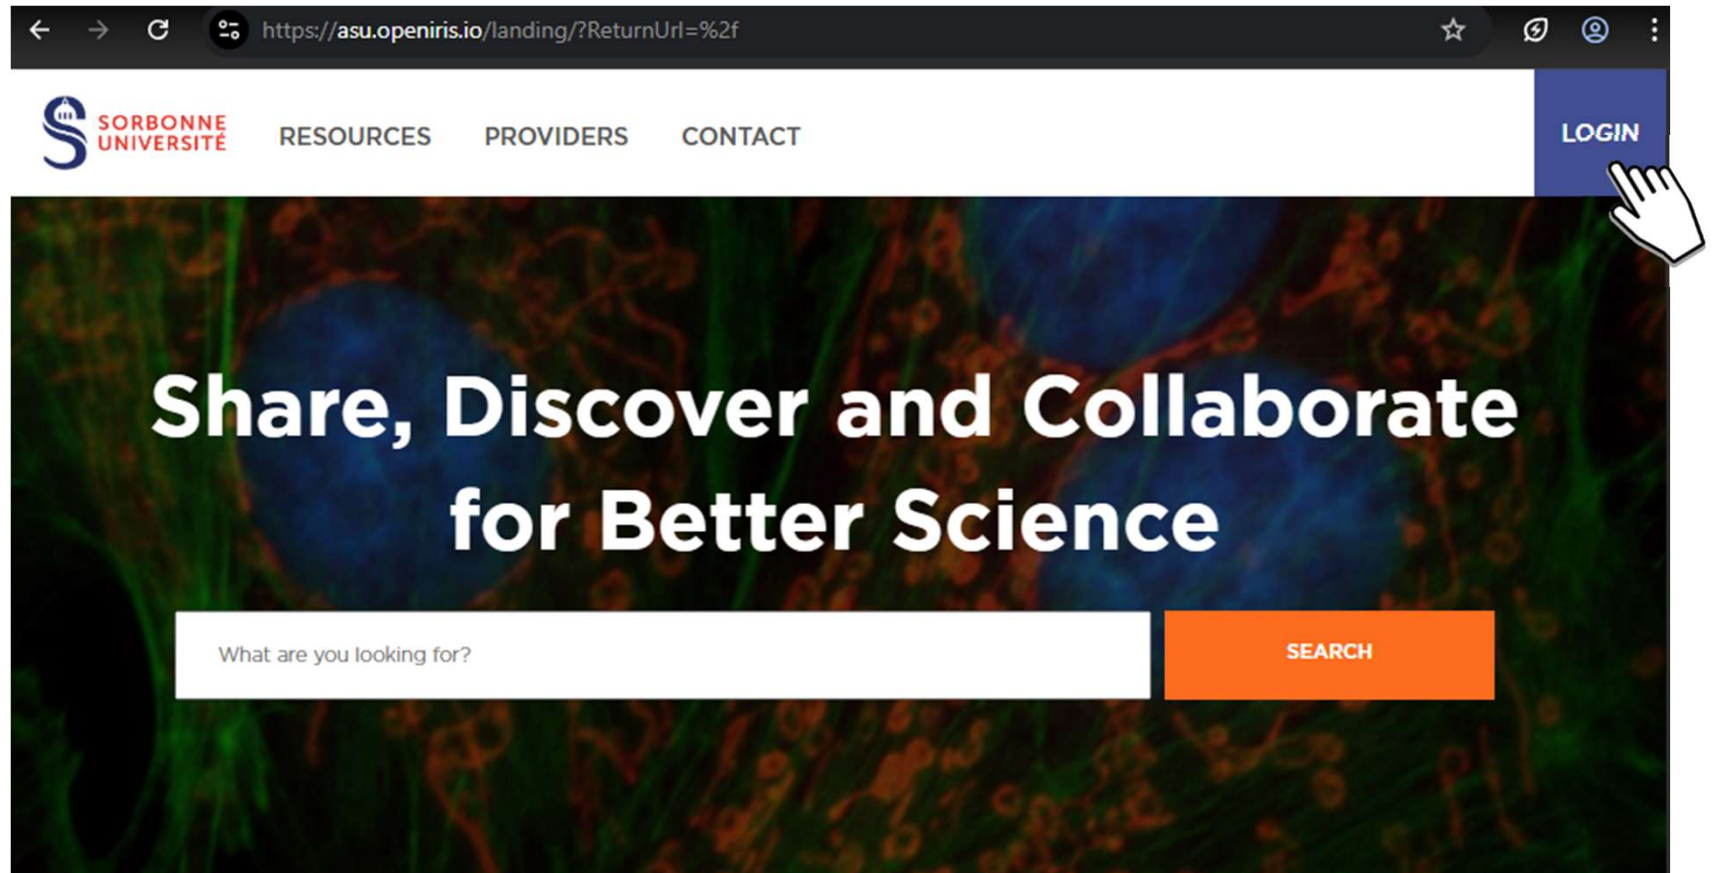 https://asu.openiris.io/landing/?ReturnUrl=%2f
SORBONNE
UNIVERSITÉ
RESOURCES PROVIDERS CONTACT
LOGIN
Share, Discover and Collaborate
for Better Science
What are you looking for?
SEARCH